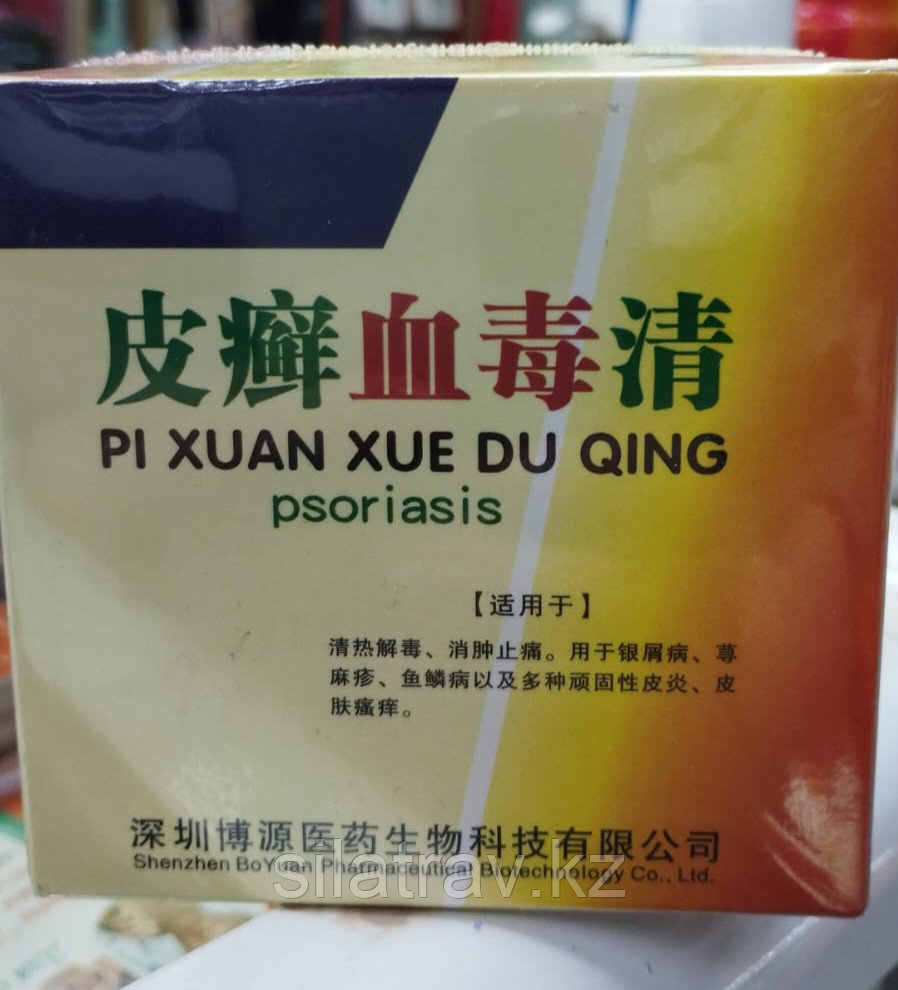 皮癣血毒清
PI XUAN XUE DU QING
psoriasis
【适用于】
清热解毒、消肿止痛。用于银屑病、荨
麻疹、鱼鳞病以及多种顽固性皮炎、皮
肤瘙痒。
深圳博源医药生物科技有限公司
Shenzhen BoYuan Pharmaceutical Biotechnology Co., Ltd.
silatrav.kz